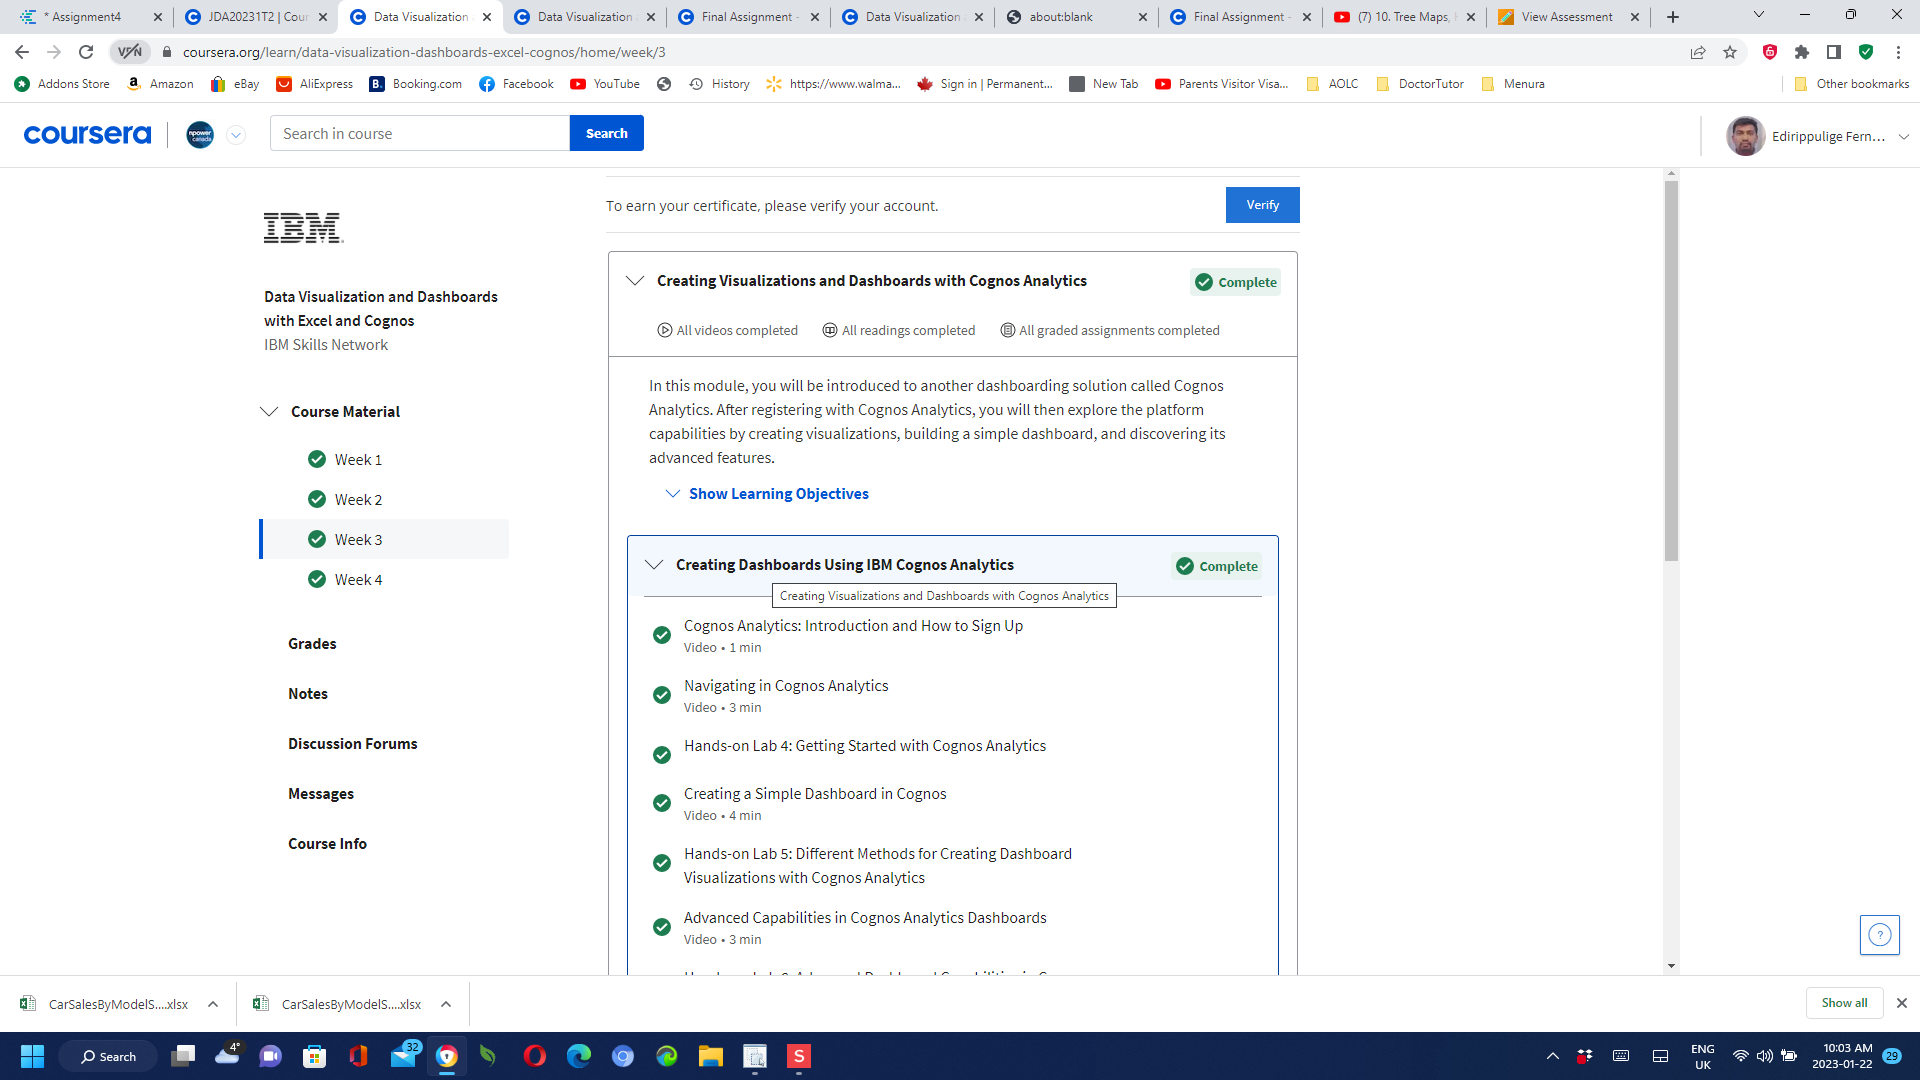 * Assignment4
JDA20231T2 | Cou
Data Visualization
Data Visualization
Final Assignment -
Data Visualization
about:blank
Final Assignment -
(7) 10. Tree Maps,
View Assessment
VPN
coursera.org/learn/data-visualization-dashboards-excel-cognos/home/week/3
Addons Store
Amazon
eBay
AliExpress
Booking.com
Facebook
YouTube
History
https://www.walma...
Sign in | Permanent...
New Tab
Parents Visitor Visa...
AOLC
DoctorTutor
Menura
Other bookmarks
coursera
npower canada
Search in course
Search
Edirippulige Fern...
IBM
To earn your certificate, please verify your account.
Verify
Data Visualization and Dashboards
with Excel and Cognos
IBM Skills Network
Course Material
Week 1
Week 2
Week 3
Week 4
Grades
Notes
Discussion Forums
Messages
Course Info
Creating Visualizations and Dashboards with Cognos Analytics
Complete
All videos completed
All readings completed
All graded assignments completed
In this module, you will be introduced to another dashboarding solution called Cognos
Analytics. After registering with Cognos Analytics, you will then explore the platform
capabilities by creating visualizations, building a simple dashboard, and discovering its
advanced features.
Show Learning Objectives
Creating Dashboards Using IBM Cognos Analytics
Complete
Creating Visualizations and Dashboards with Cognos Analytics
Cognos Analytics: Introduction and How to Sign Up
Video • 1 min
Navigating in Cognos Analytics
Video • 3 min
Hands-on Lab 4: Getting Started with Cognos Analytics
Creating a Simple Dashboard in Cognos
Video • 4 min
Hands-on Lab 5: Different Methods for Creating Dashboard
Visualizations with Cognos Analytics
Advanced Capabilities in Cognos Analytics Dashboards
Video • 3 min
CarSalesByModelS....xlsx
CarSalesByModelS....xlsx
Show all
Search
4°
32
S
ENG
UK
10:03 AM
2023-01-22
29